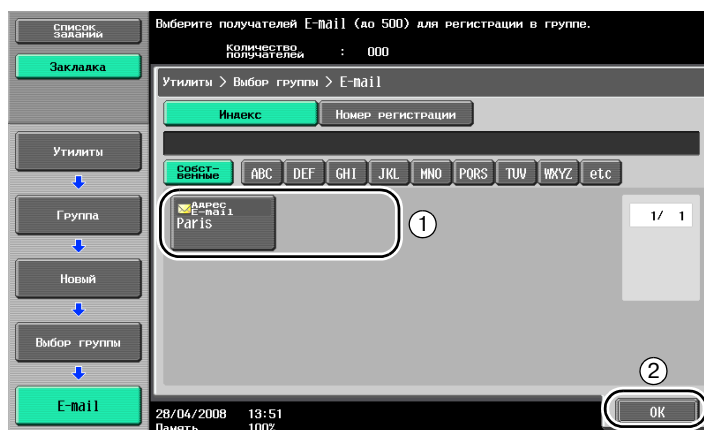 Список
заданий
Закладка
Утилиты
Группа
Новый
Выбор группы
E-mail
Выберите получателей E-mail (до 500) для регистрации в группе.
Количество
получателей : 000
Утилиты > Выбор группы > E-mail
Индекс Номер регистрации
Собст-
венные ABC DEF GHI JKL MNO PQRS TUV WXYZ etc
Адрес
E-mail
Paris
1
1/ 1
2
OK
28/04/2008 13:51
Память 100%